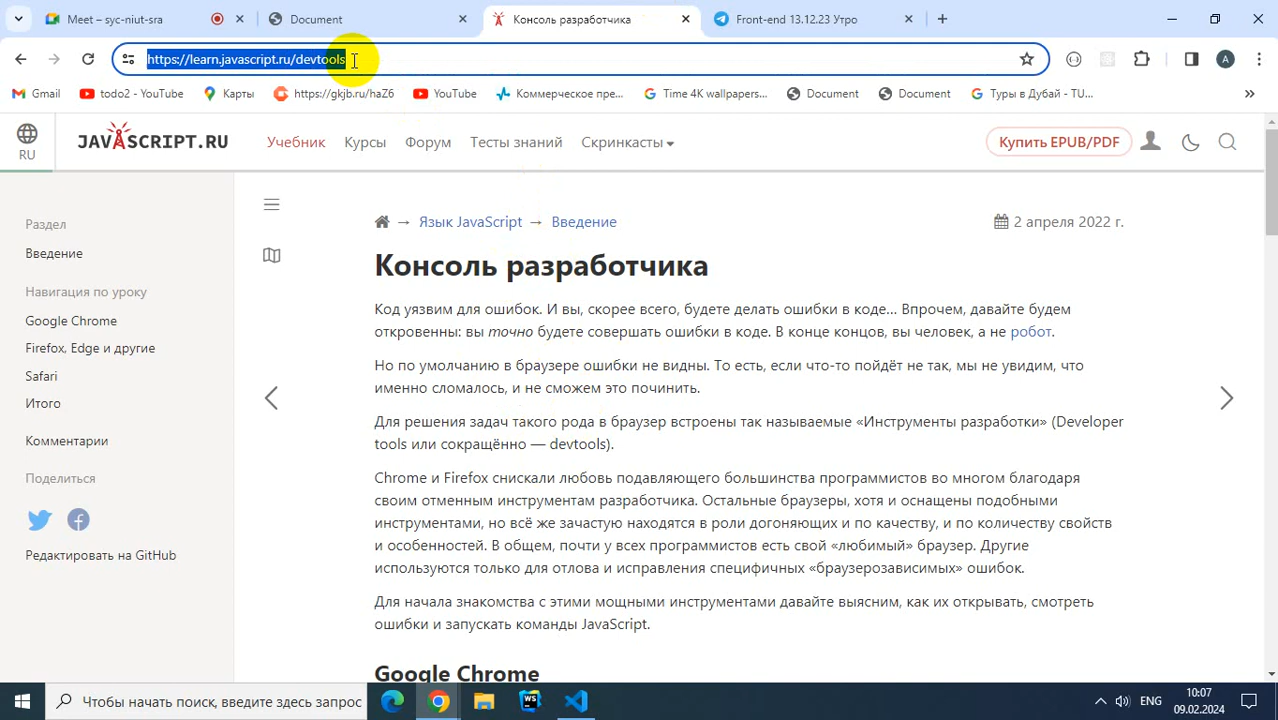 Meet – syc-niut-sra
Document
Консоль разработчика
Front-end 13.12.23 Утро
https://learn.javascript.ru/devtools
Gmail
todo2 - YouTube
Карты
https://gkjb.ru/haZ6
YouTube
Коммерческое пре...
Time 4K wallpapers...
Document
Document
Туры в Дубай - TU...
RU
JAVASCRIPT.RU
Учебник
Курсы
Форум
Тесты знаний
Скринкасты
Купить EPUB/PDF
Раздел
Введение
Навигация по уроку
Google Chrome
Firefox, Edge и другие
Safari
Итого
Комментарии
Поделиться
Редактировать на GitHub
→ Язык JavaScript → Введение
2 апреля 2022 г.
Консоль разработчика
Код уязвим для ошибок. И вы, скорее всего, будете делать ошибки в коде... Впрочем, давайте будем
откровенны: вы точно будете совершать ошибки в коде. В конце концов, вы человек, а не робот.
Но по умолчанию в браузере ошибки не видны. То есть, если что-то пойдёт не так, мы не увидим, что
именно сломалось, и не сможем это починить.
Для решения задач такого рода в браузер встроены так называемые «Инструменты разработки» (Developer
tools или сокращённо — devtools).
Chrome и Firefox снискали любовь подавляющего большинства программистов во многом благодаря
своим отменным инструментам разработчика. Остальные браузеры, хотя и оснащены подобными
инструментами, но всё же зачастую находятся в роли догоняющих и по качеству, и по количеству свойств
и особенностей. В общем, почти у всех программистов есть свой «любимый» браузер. Другие
используются только для отлова и исправления специфичных «браузерозависимых» ошибок.
Для начала знакомства с этими мощными инструментами давайте выясним, как их открывать, смотреть
ошибки и запускать команды JavaScript.
Google Chrome
Чтобы начать поиск, введите здесь запрос
WS
ENG
10:07
09.02.2024
A